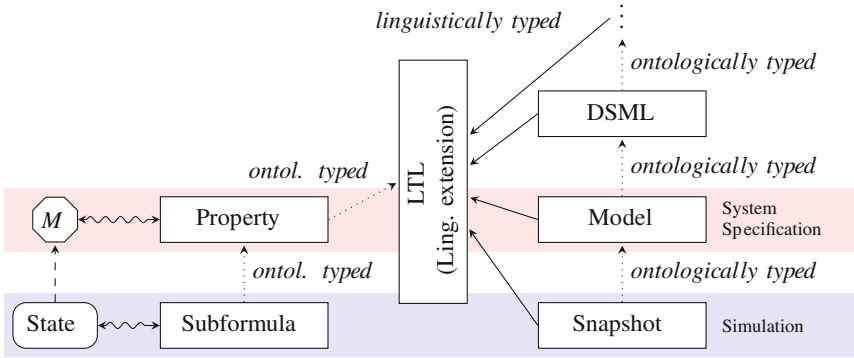 linguistically typed
ontologically typed
DSML
LTL
(Ling. extension)
ontol. typed
ontologically typed
M
Property
Model
System
Specification
ontol. typed
ontologically typed
State
Subformula
Snapshot
Simulation